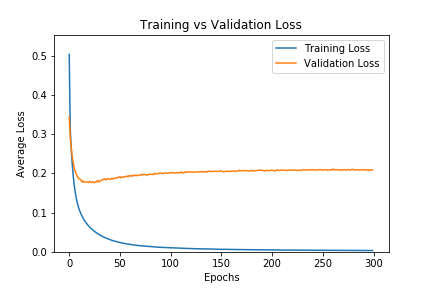 Training vs Validation Loss
Training Loss
Validation Loss
Average Loss
0.5
0.4
0.3
0.2
0.1
0.0
0 50 100 150 200 250 300
Epochs